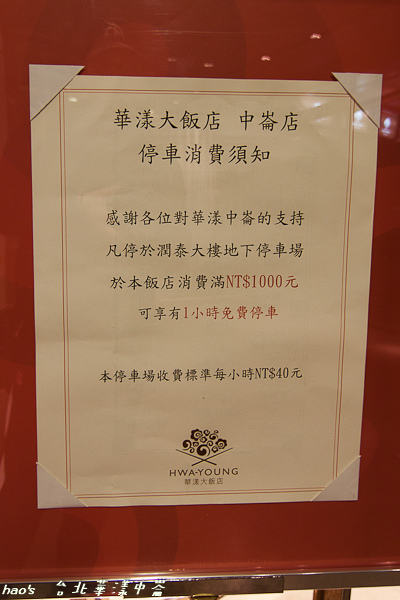 華漾大飯店 中崙店
停車消費須知
感謝各位對華漾中崙的支持
凡停於潤泰大樓地下停車場
於本飯店消費滿NT$1000元
可享有1小時免費停車
本停車場收費標準每小時NT$40元
HWA-YOUNG
華漾大飯店
hao's 台北華漾中崙